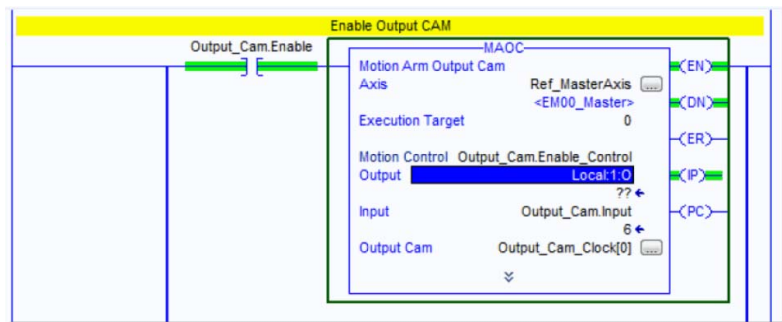 Enable Output CAM
Output_Cam.Enable
MAOC
Motion Arm Output Cam
Axis Ref_MasterAxis ...
<EM00_Master>
Execution Target 0
Motion Control Output_Cam.Enable_Control
Output Local:1:O
?? ←
Input Output_Cam.Input
6 ←
Output Cam Output_Cam_Clock[0] ...
(EN)
(DN)
(ER)
(IP)
(PC)